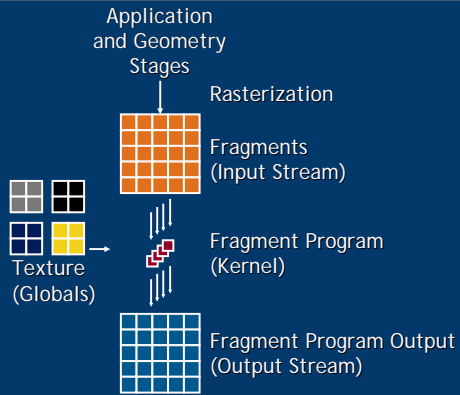 Application
and Geometry
Stages
Rasterization
Fragments
(Input Stream)
Fragment Program
(Kernel)
Texture
(Globals)
Fragment Program Output
(Output Stream)